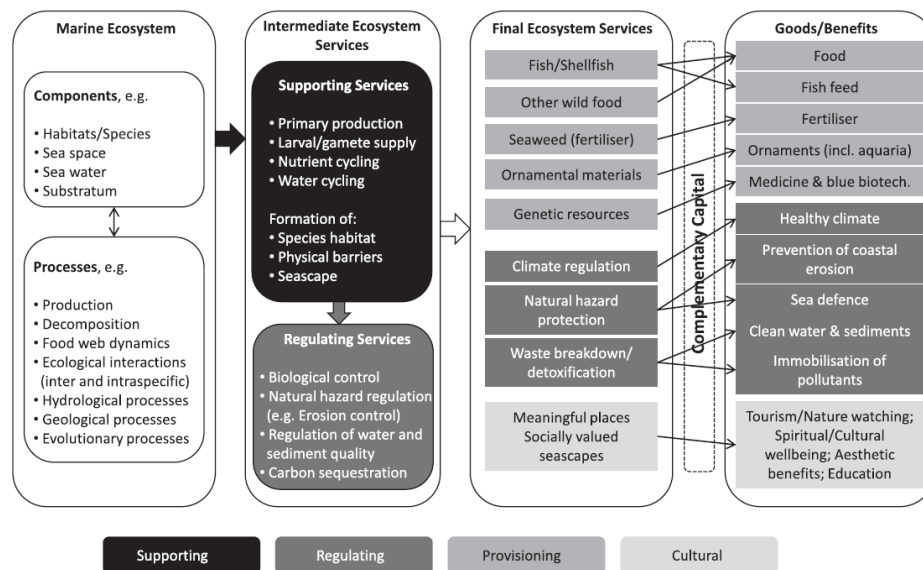 Marine Ecosystem
Components, e.g.
• Habitats/Species
• Sea space
• Sea water
• Substratum
Processes, e.g.
• Production
• Decomposition
• Food web dynamics
• Ecological interactions
(inter and intraspecific)
• Hydrological processes
• Geological processes
• Evolutionary processes
Intermediate Ecosystem
Services
Supporting Services
• Primary production
• Larval/gamete supply
• Nutrient cycling
• Water cycling
Formation of:
• Species habitat
• Physical barriers
• Seascape
Regulating Services
• Biological control
• Natural hazard regulation
(e.g. Erosion control)
• Regulation of water and
sediment quality
• Carbon sequestration
Final Ecosystem Services
Fish/Shellfish
Other wild food
Seaweed (fertiliser)
Ornamental materials
Genetic resources
Climate regulation
Natural hazard
protection
Waste breakdown/
detoxification
Meaningful places
Socially valued
seascapes
Complementary Capital
Goods/Benefits
Food
Fish feed
Fertiliser
Ornaments (incl. aquaria)
Medicine & blue biotech.
Healthy climate
Prevention of coastal
erosion
Sea defence
Clean water & sediments
Immobilisation of
pollutants
Tourism/Nature watching;
Spiritual/Cultural
wellbeing; Aesthetic
benefits; Education
Supporting
Regulating
Provisioning
Cultural